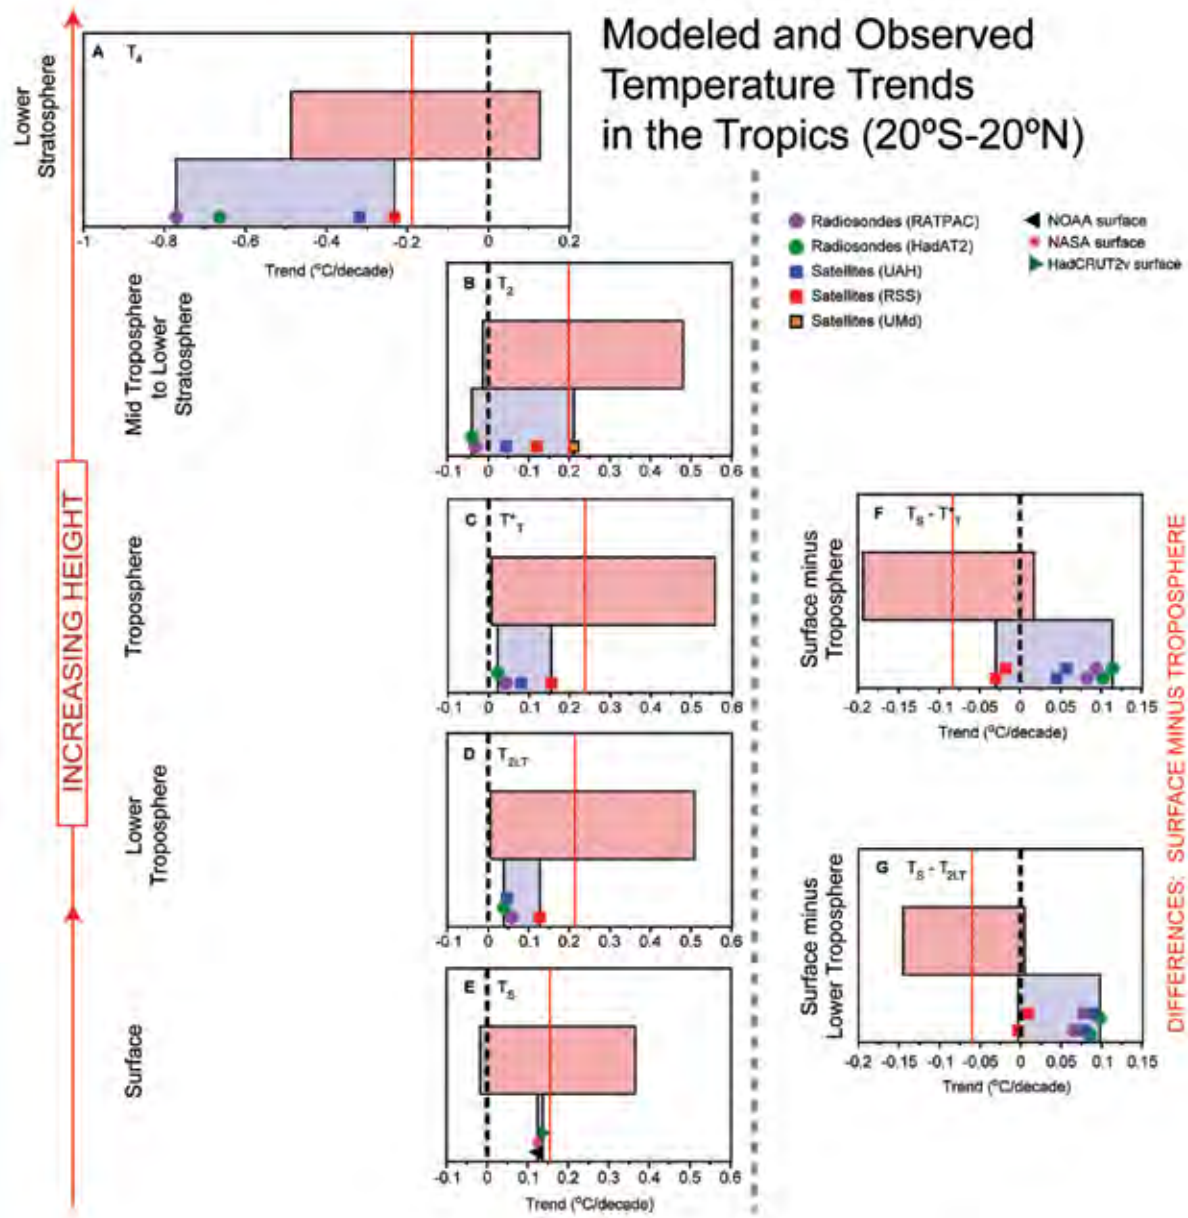 Modeled and Observed
Temperature Trends
in the Tropics (20ºS-20ºN)
Lower
Stratosphere
A T4
-1 -0.8 -0.6 -0.4 -0.2 0 0.2
Trend (ºC/decade)
Radiosondes (RATPAC)
Radiosondes (HadAT2)
Satellites (UAH)
Satellites (RSS)
Satellites (UMd)
NOAA surface
NASA surface
HadCRUT2v surface
Mid Troposphere
to Lower
Stratosphere
B T2
-0.1 0 0.1 0.2 0.3 0.4 0.5 0.6
INCREASING HEIGHT
Troposphere
C T*T
-0.1 0 0.1 0.2 0.3 0.4 0.5 0.6
Lower
Troposphere
D T2LT
-0.1 0 0.1 0.2 0.3 0.4 0.5 0.6
Surface
E TS
-0.1 0 0.1 0.2 0.3 0.4 0.5 0.6
Trend (ºC/decade)
Surface minus
Troposphere
F TS - T*T
-0.2 -0.15 -0.1 -0.05 0 0.05 0.1 0.15
Trend (ºC/decade)
Surface minus
Lower Troposphere
G TS - T2LT
-0.2 -0.15 -0.1 -0.05 0 0.05 0.1 0.15
Trend (ºC/decade)
DIFFERENCES: SURFACE MINUS TROPOSPHERE